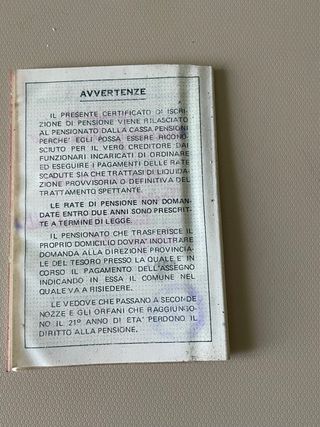 AVVERTENZE
IL PRESENTE CERTIFICATO DI ISCRI-
ZIONE DI PENSIONE VIENE RILASCIATO
AL PENSIONATO DALLA CASSA PENSIONI
PERCHE' EGLI POSSA ESSERE RICONO-
SCIUTO PER IL VERO CREDITORE DAI
FUNZIONARI INCARICATI DI ORDINARE
ED ESEGUIRE I PAGAMENTI DELLE RATE
SCADUTE SIA CHE TRATTASI DI LIQUIDA-
ZIONE PROVVISORIA O DEFINITIVA DEL
TRATTAMENTO SPETTANTE.
LE RATE DI PENSIONE NON DOMAN-
DATE ENTRO DUE ANNI SONO PRESCRIT-
TE A TERMINE DI LEGGE.
IL PENSIONATO CHE TRASFERISCE IL
PROPRIO DOMICILIO DOVRA' INOLTRARE
DOMANDA ALLA DIREZIONE PROVINCIA-
LE DEL TESORO PRESSO LA QUALE E' IN
CORSO IL PAGAMENTO DELL'ASSEGNO
INDICANDO IN ESSA IL COMUNE NEL
QUALE VA A RISIEDERE.
LE VEDOVE CHE PASSANO A SECONDE
NOZZE E GLI ORFANI CHE RAGGIUNGO-
NO IL 21º ANNO DI ETA' PERDONO IL
DIRITTO ALLA PENSIONE.